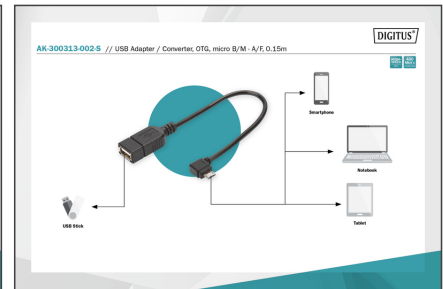 DIGITUS®
AK-300313-002-S // USB Adapter / Converter, OTG, micro B/M - A/F, 0.15m
Smartphone
Notebook
USB Stick
Tablet